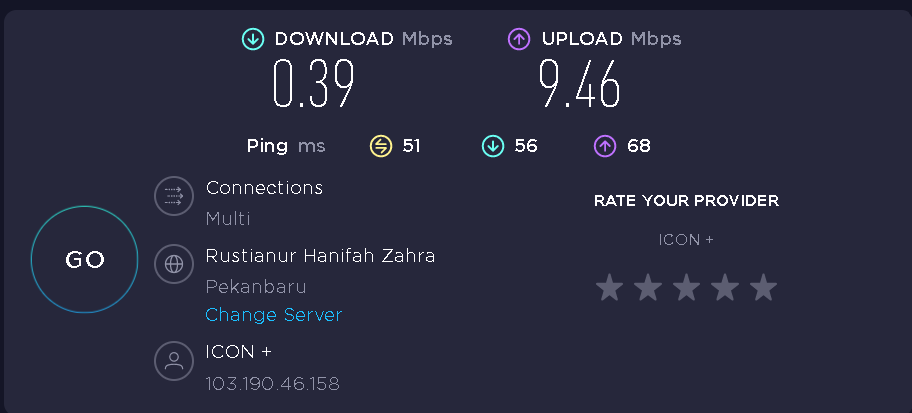 DOWNLOAD Mbps UPLOAD Mbps
0.39 9.46
Ping ms 51 56 68
Connections
Multi
RATE YOUR PROVIDER
ICON +
GO
Rustianur Hanifah Zahra
Pekanbaru
Change Server
ICON +
103.190.46.158